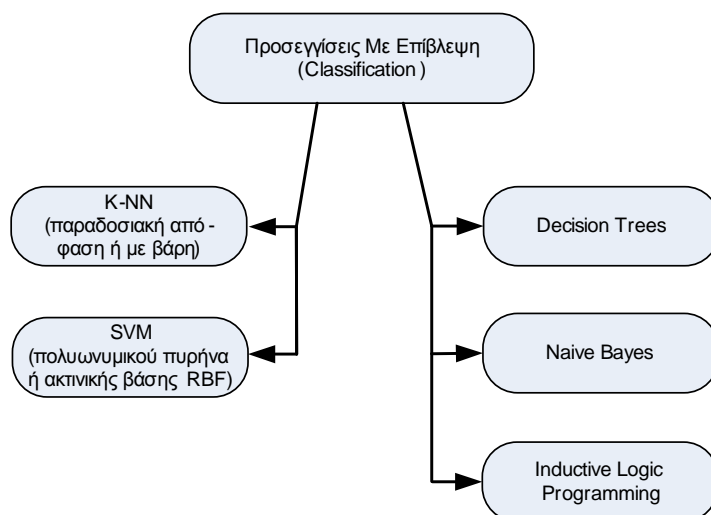 Προσεγγίσεις Με Επίβλεψη
(Classification )
K-NN
(παραδοσιακή από -
φαση ή με βάρη)
SVM
(πολυωνυμικού πυρήνα
ή ακτινικής βάσης RBF)
Decision Trees
Naive Bayes
Inductive Logic
Programming